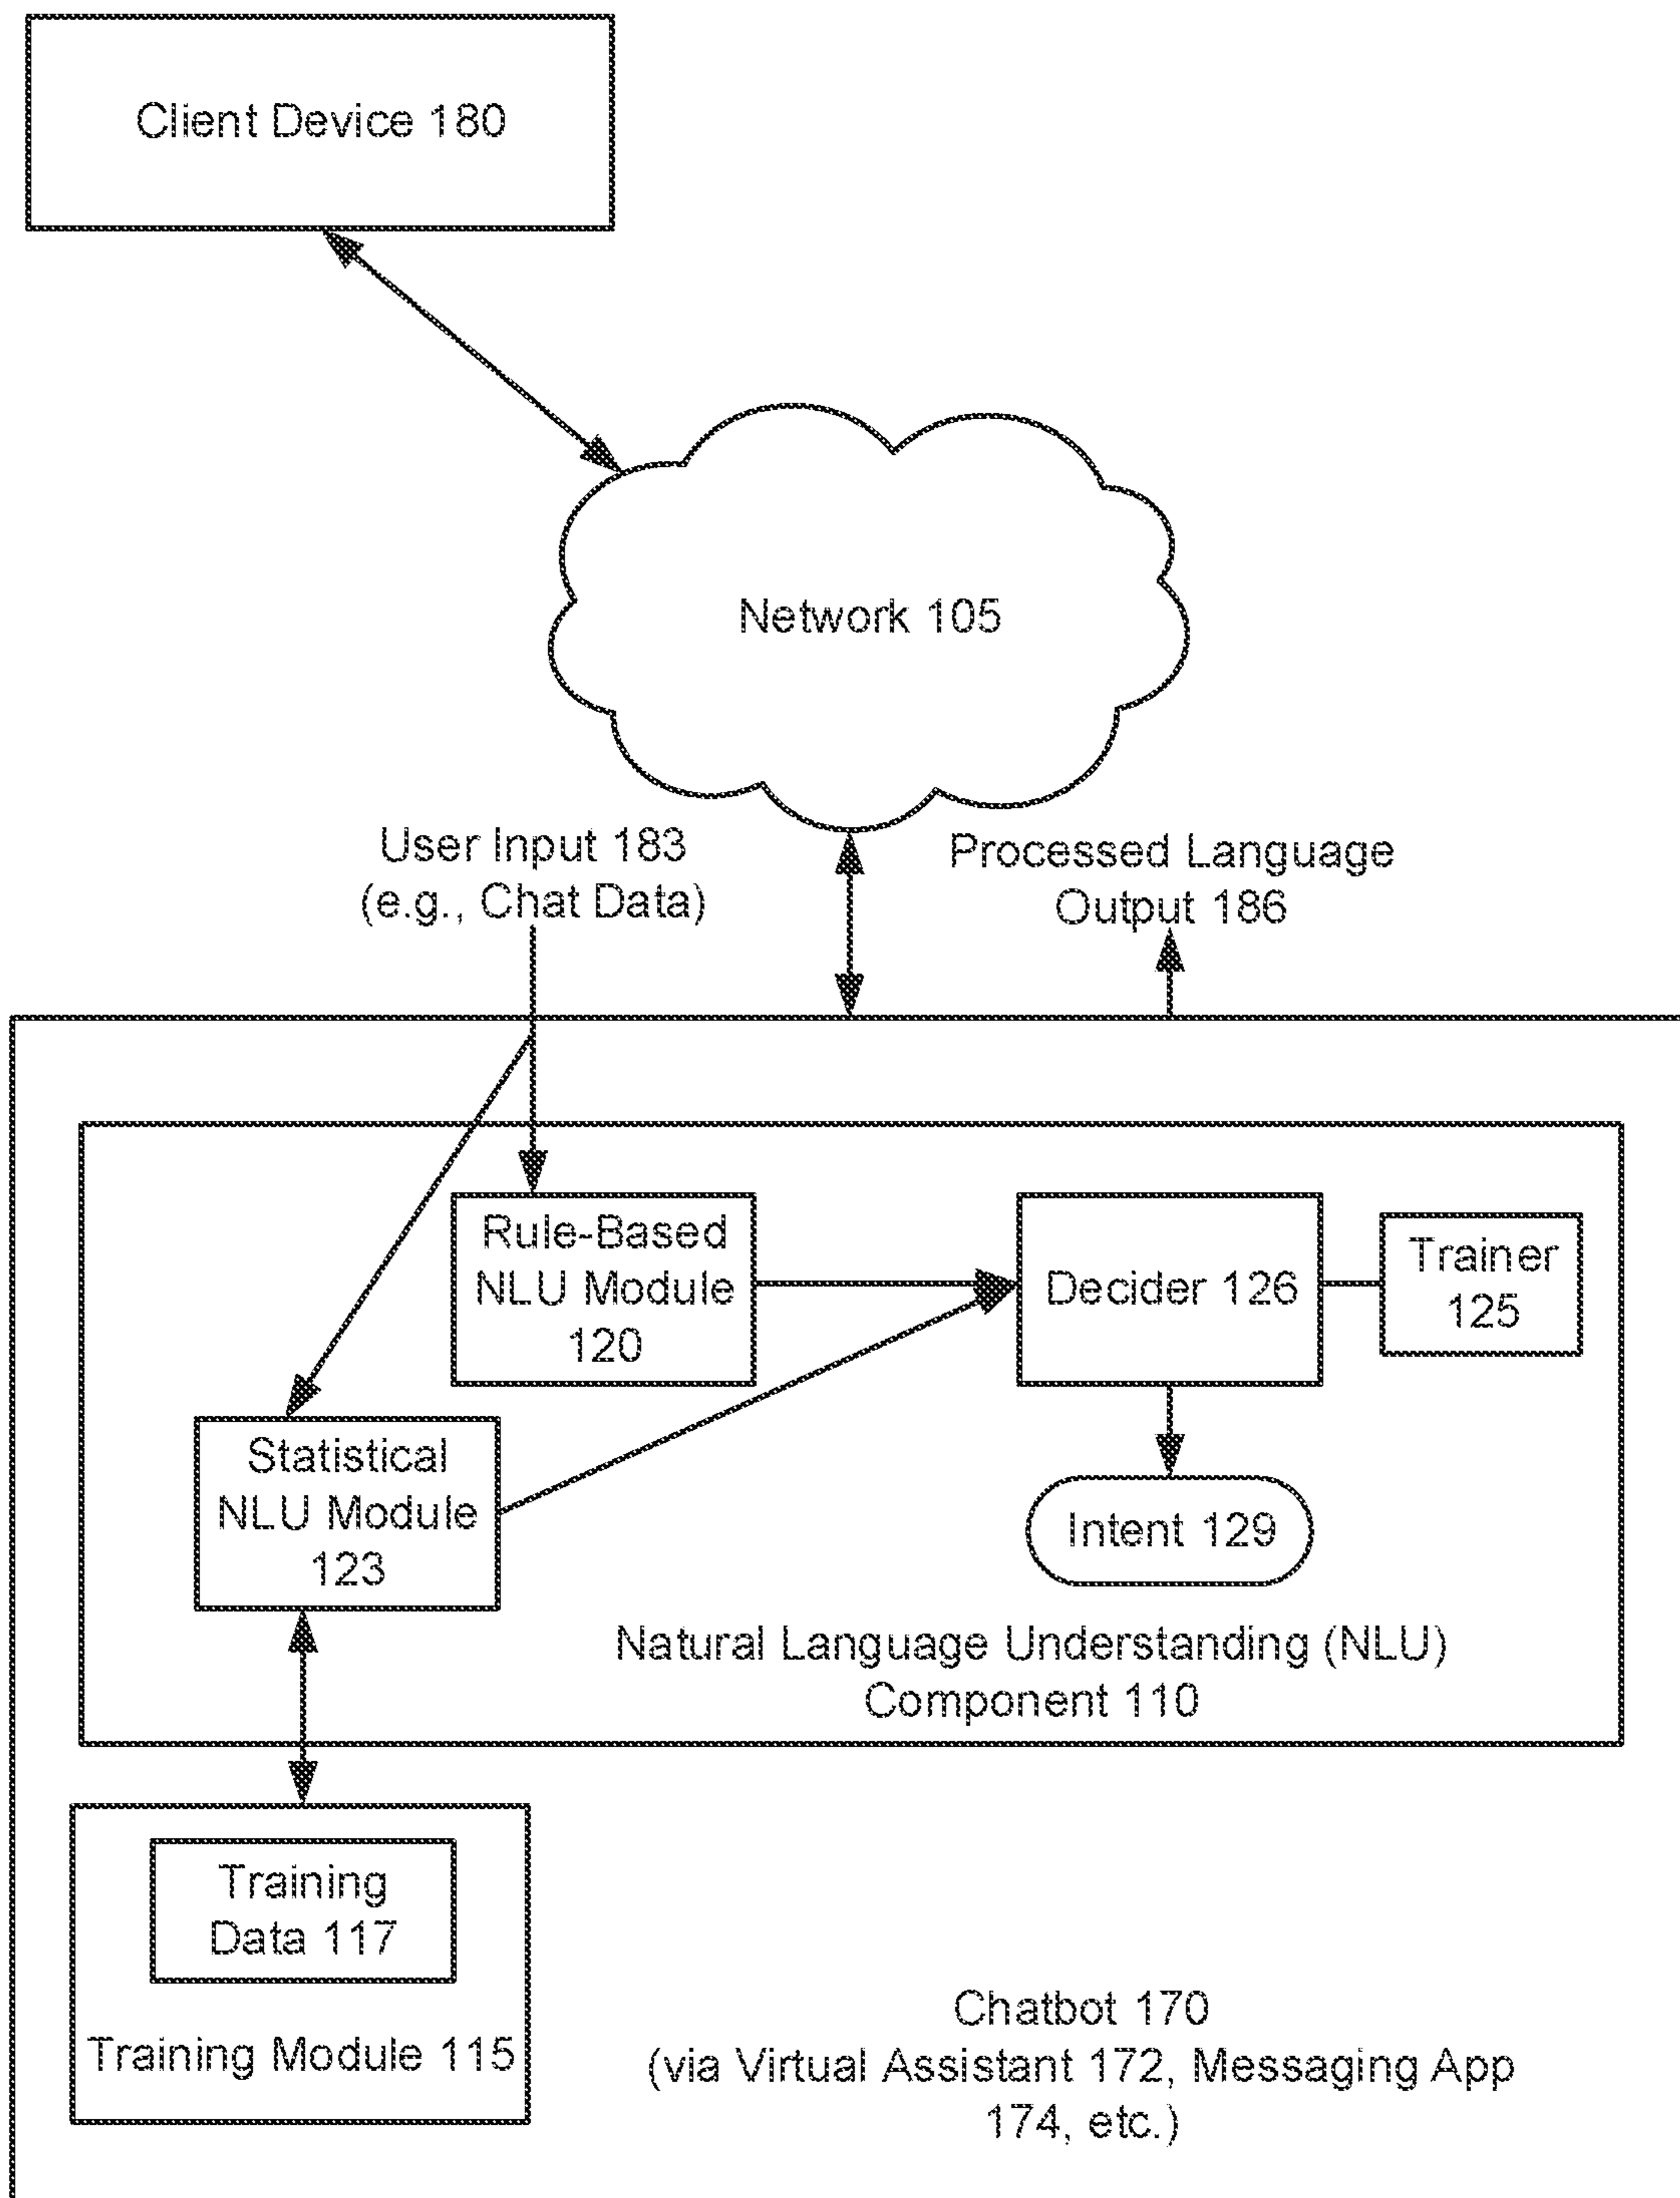 Client Device 180
Network 105
User Input 183
(e.g., Chat Data)
Processed Language
Output 186
Rule-Based
NLU Module
120
Decider 126
Trainer
125
Statistical
NLU Module
123
Intent 129
Natural Language Understanding (NLU)
Component 110
Training
Data 117
Training Module 115
Chatbot 170
(via Virtual Assistant 172, Messaging App
174, etc.)